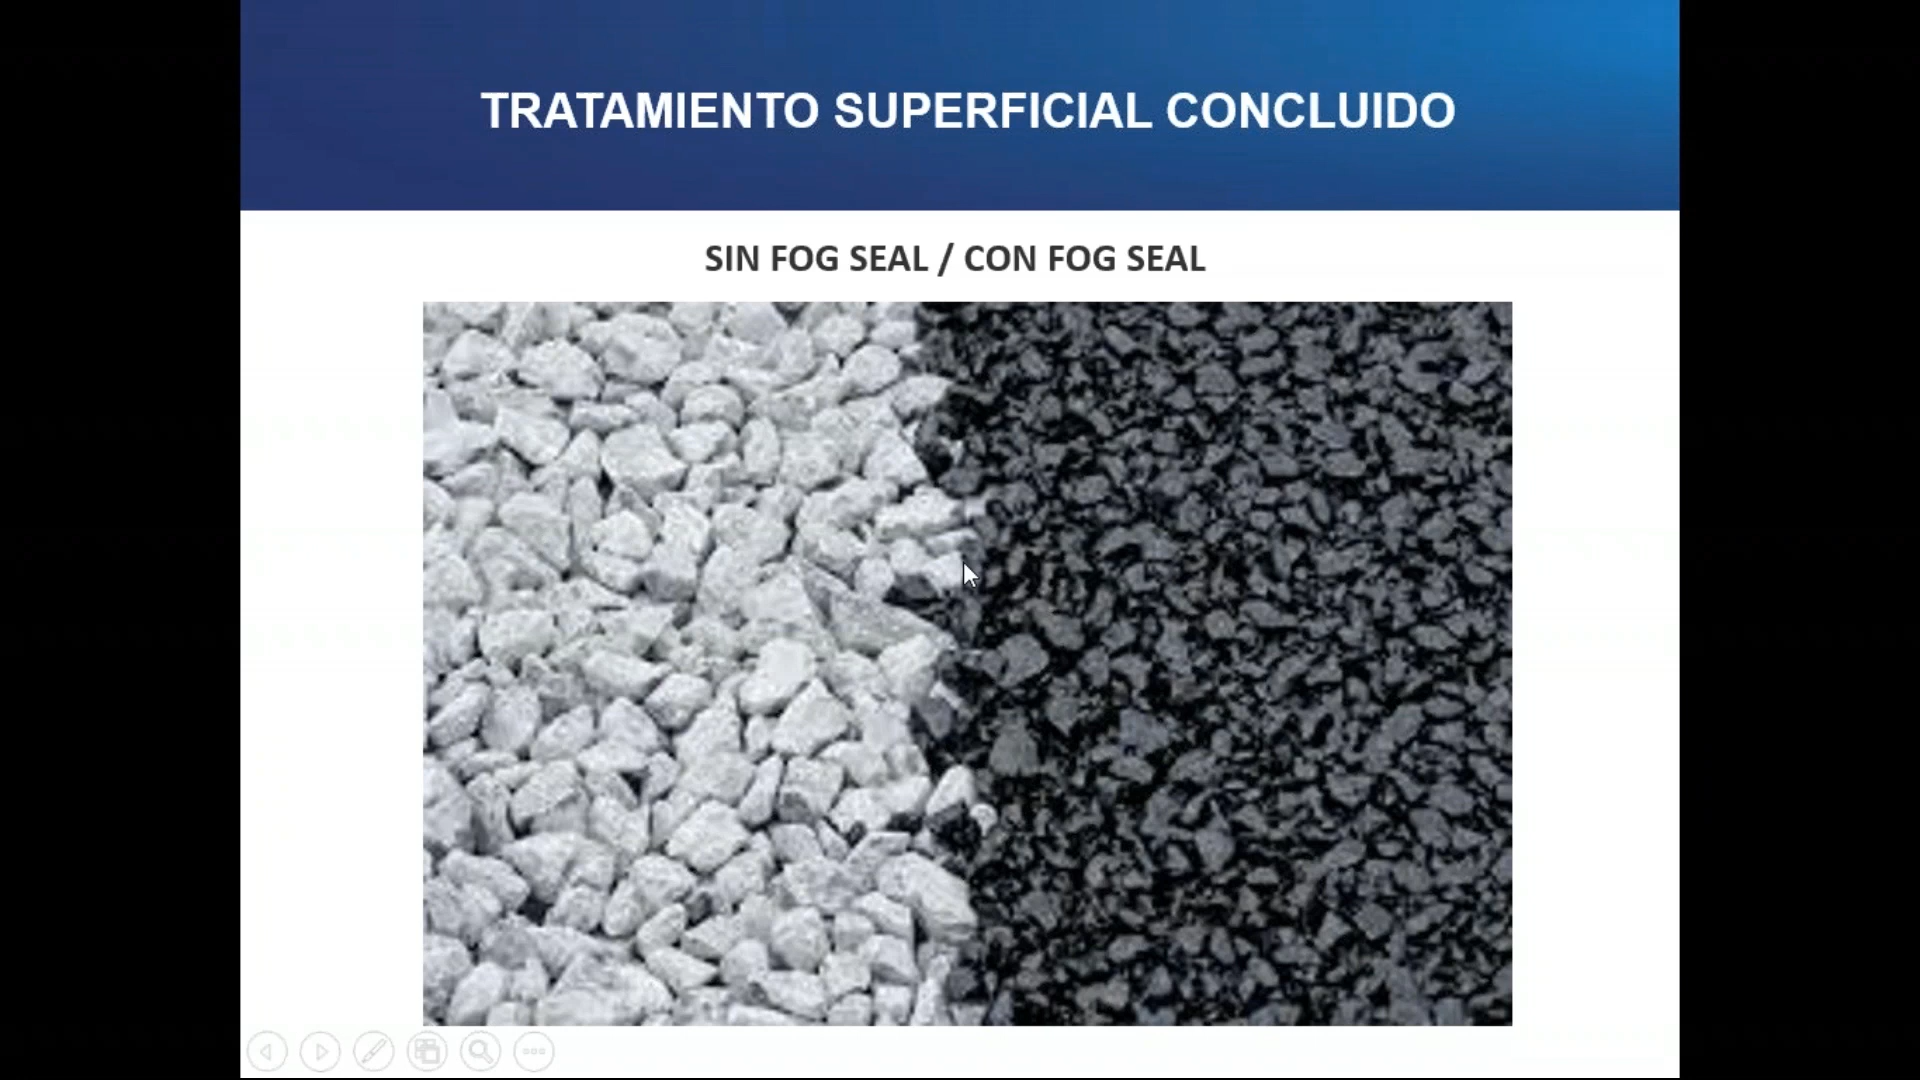 TRATAMIENTO SUPERFICIAL CONCLUIDO
SIN FOG SEAL / CON FOG SEAL